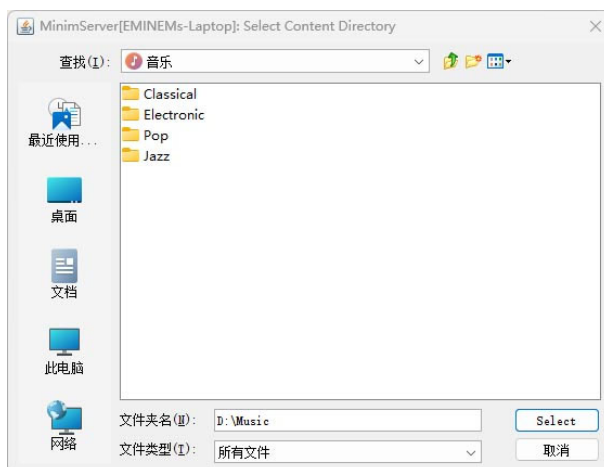 MinimServer[EMINEMs-Laptop]: Select Content Directory
查找(I):
音乐
Classical
Electronic
Pop
Jazz
最近使用...
桌面
文档
此电脑
网络
文件夹名(N): D:\Music
Select
文件类型(T): 所有文件
取消